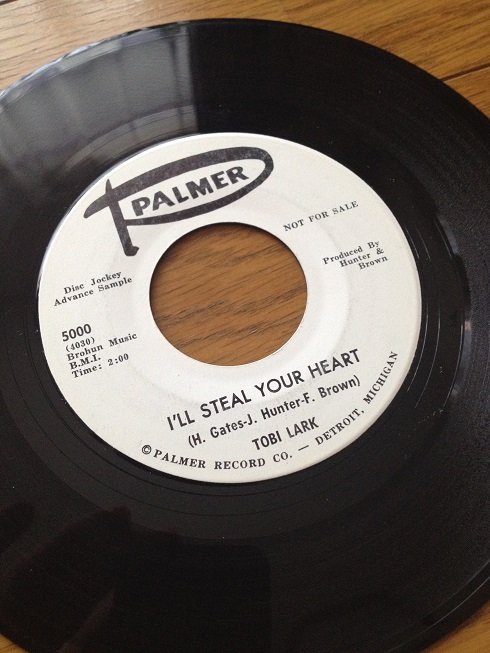 PALMER
NOT FOR SALE
Disc Jockey
Advance Sample
Produced By
Hunter &
Brown
5000
(4030)
Brohun Music
B.M.I.
Time: 2:00
I'LL STEAL YOUR HEART
(H. Gates-J. Hunter-F. Brown)
TOBI LARK
©PALMER RECORD CO. — DETROIT, MICHIGAN